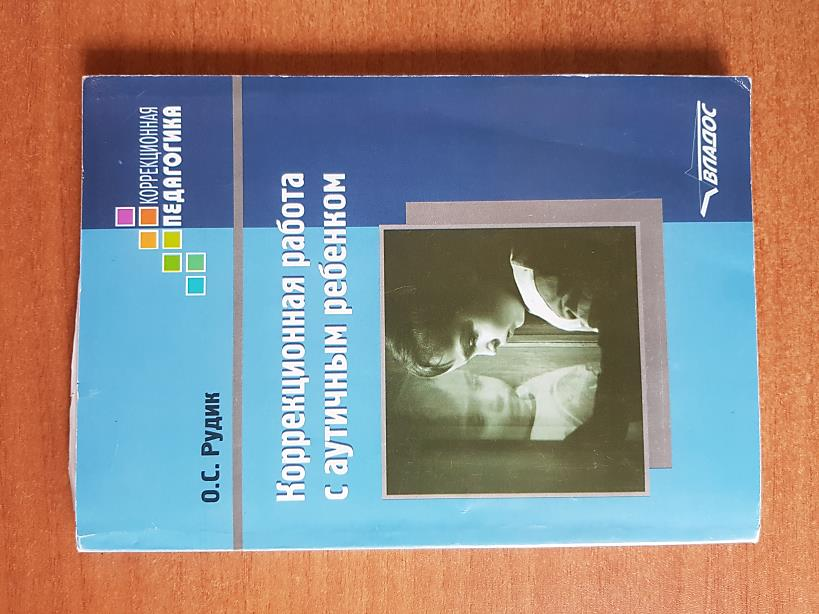 КОРРЕКЦИОННАЯ
ПЕДАГОГИКА
О.С. Рудик
Коррекционная работа
с аутичным ребенком
ВЛАДОС